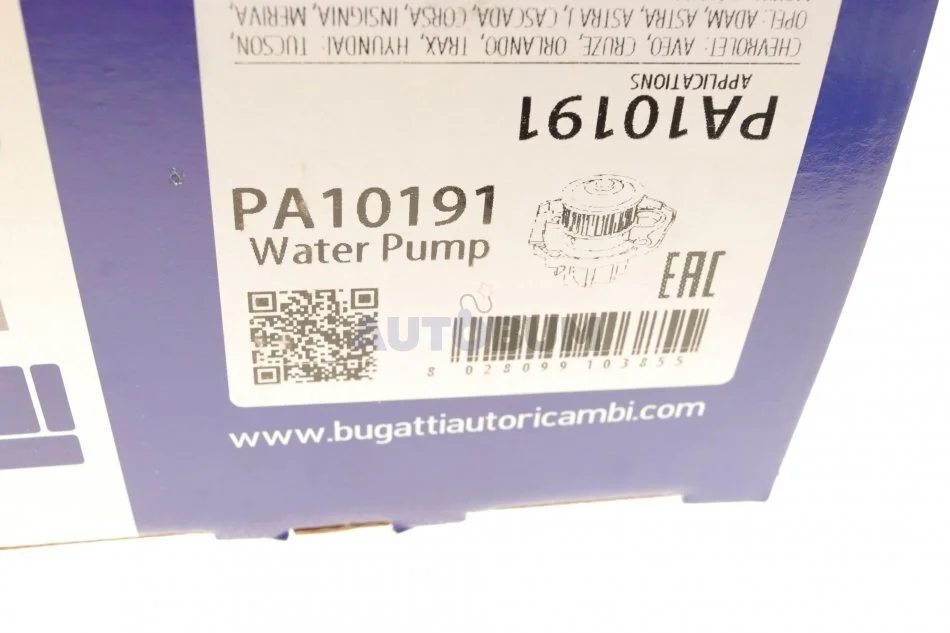 PA10191
APPLICATIONS
CHEVROLET: AVEO, CRUZE, ORLANDO, TRAX, HYUNDAI: TUCSON,
OPEL: ADAM, ASTRA, ASTRA J, CASCADA, CORSA, INSIGNIA, MERIVA,
PA10191
Water Pump
EAC
AUTOBUM
8 028099 103855
www.bugattiautoricambi.com